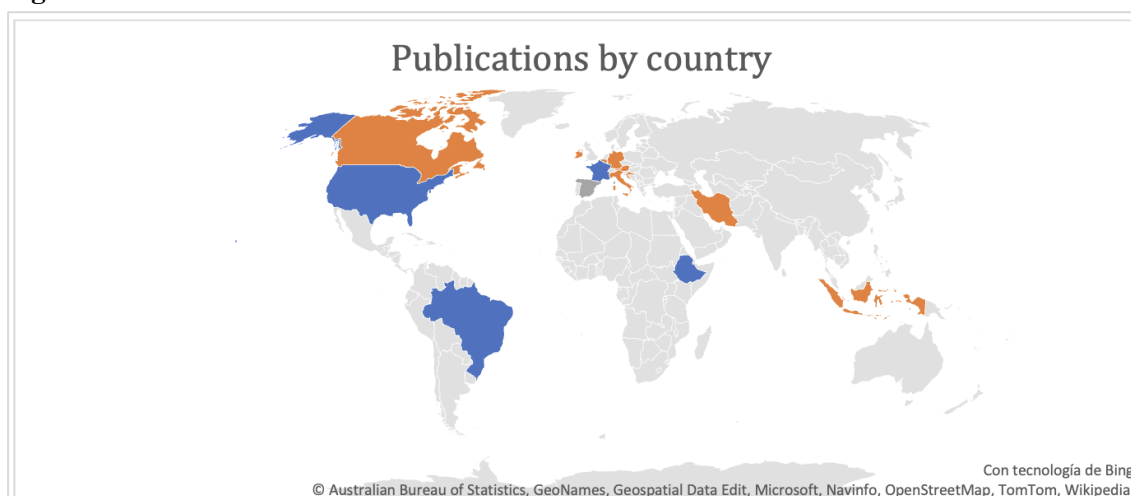 Publications by country
Con tecnología de Bing
© Australian Bureau of Statistics, GeoNames, Geospatial Data Edit, Microsoft, Navinfo, OpenStreetMap, TomTom, Wikipedia